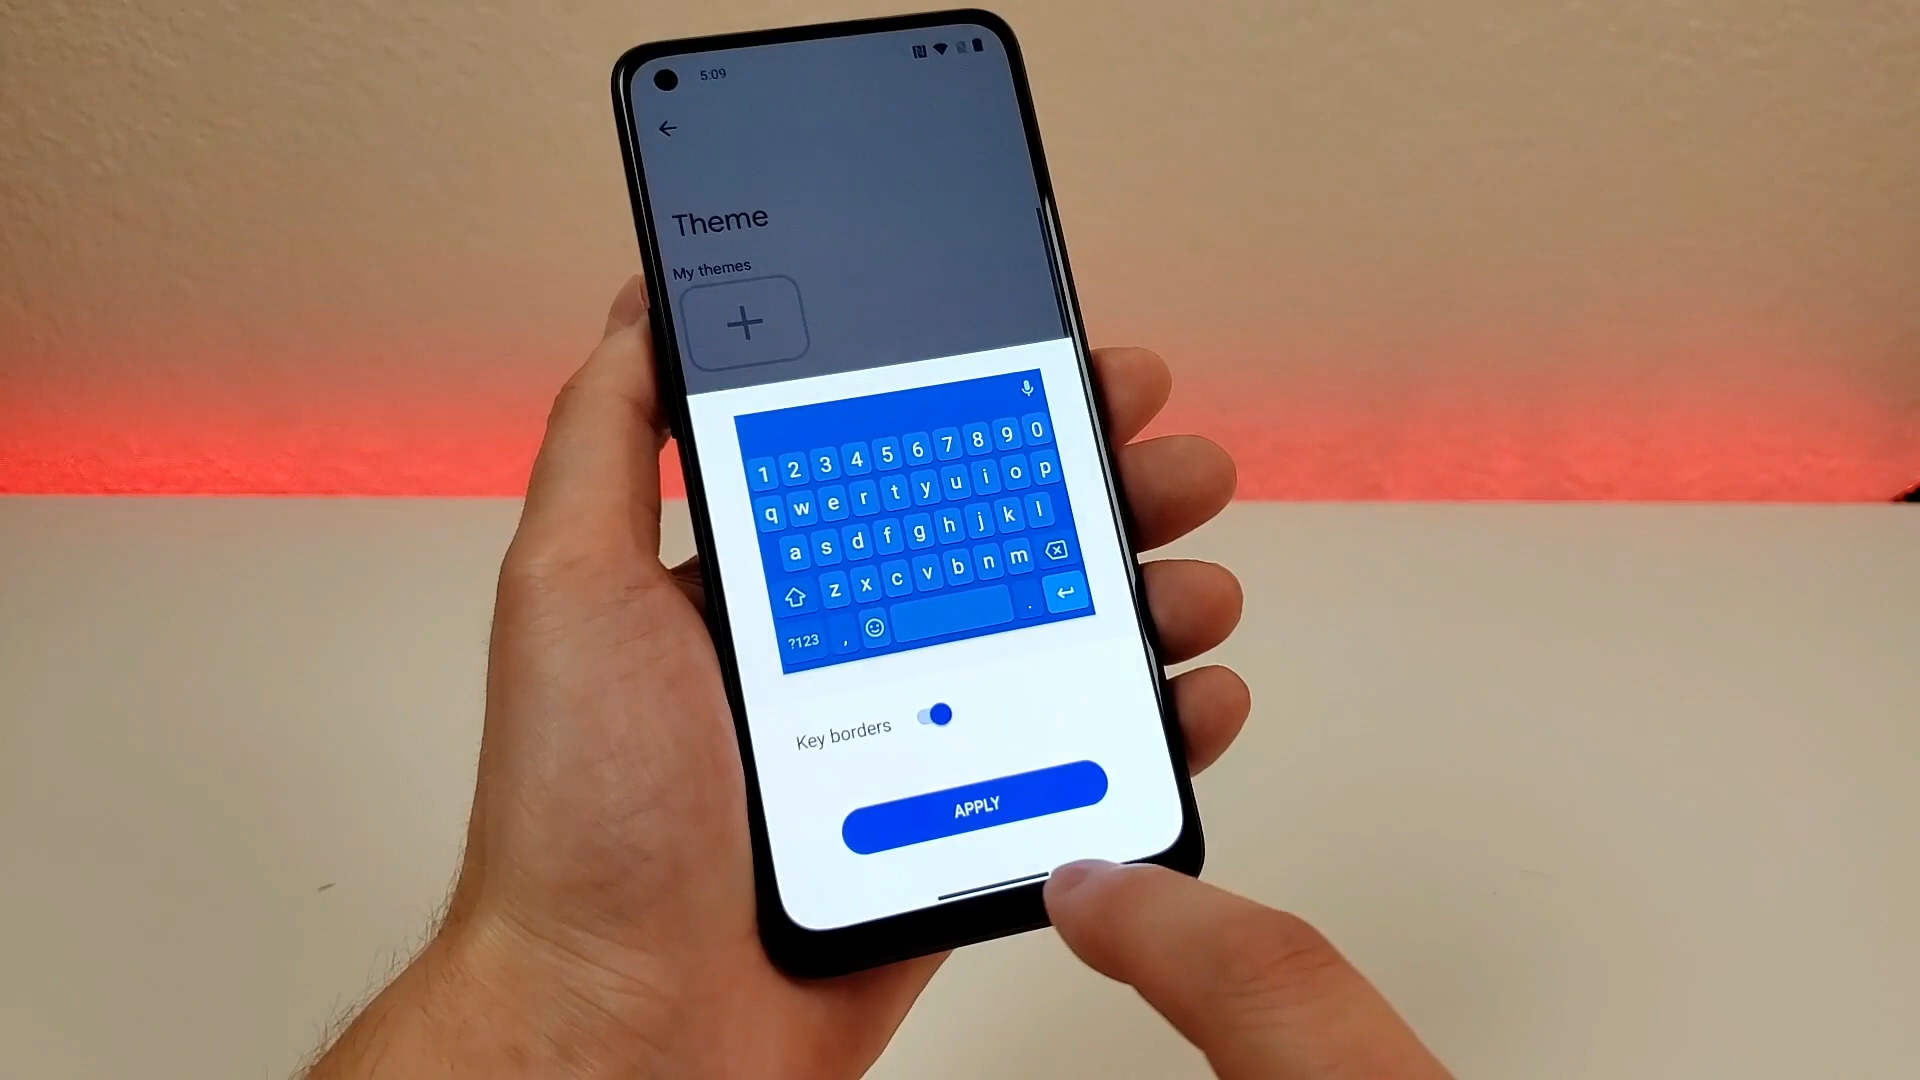 5:09
Theme
My themes
1 2 3 4 5 6 7 8 9 0
q w e r t y u i o p
a s d f g h j k l
z x c v b n m
?123 , .
Key borders
APPLY